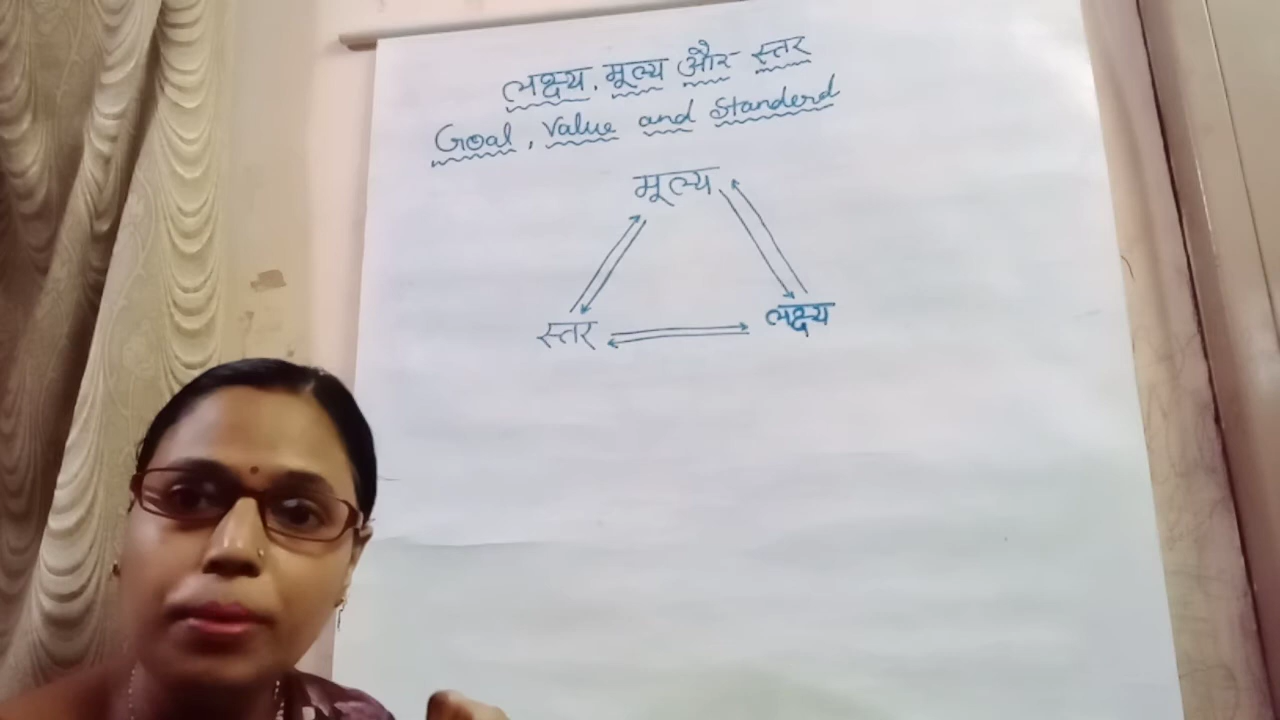 लक्ष्य, मूल्य और स्तर
Goal, Value and Standerd
मूल्य
स्तर
लक्ष्य